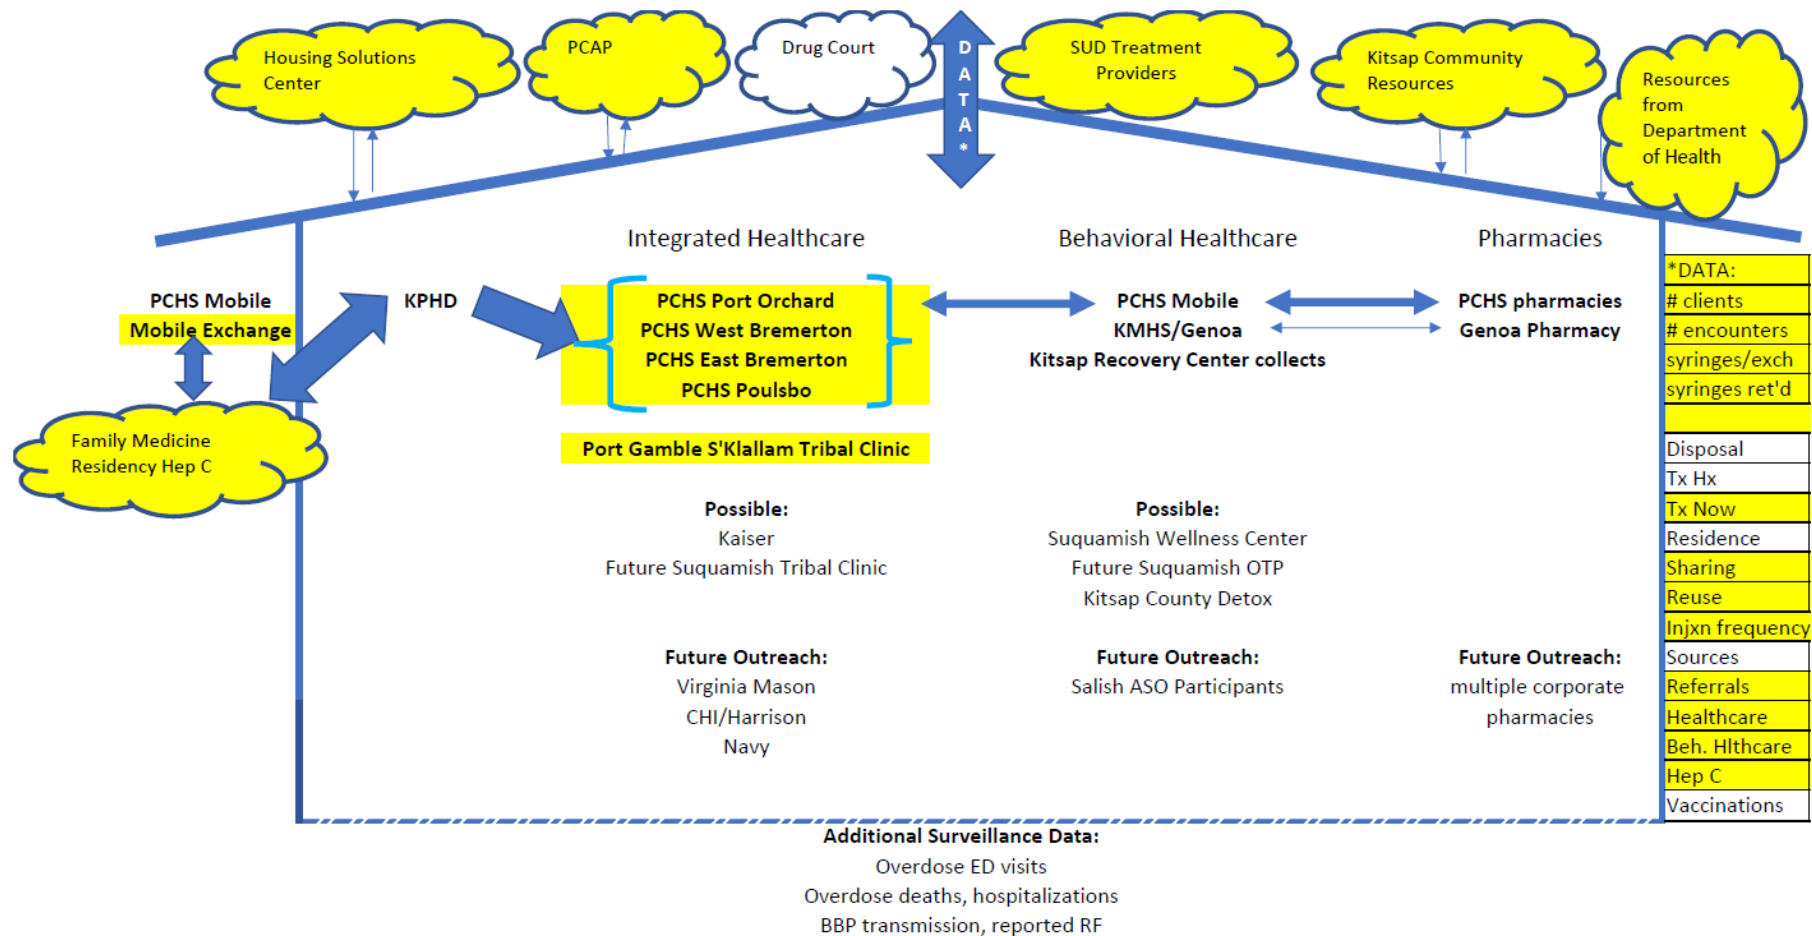 Housing Solutions
Center
PCAP
Drug Court
D
A
T
A
*
SUD Treatment
Providers
Kitsap Community
Resources
Resources
from
Department
of Health
Integrated Healthcare
Behavioral Healthcare
Pharmacies
PCHS Mobile
Mobile Exchange
KPHD
Family Medicine
Residency Hep C
PCHS Port Orchard
PCHS West Bremerton
PCHS East Bremerton
PCHS Poulsbo
Port Gamble S'Klallam Tribal Clinic
Possible:
Kaiser
Future Suquamish Tribal Clinic
Future Outreach:
Virginia Mason
CHI/Harrison
Navy
PCHS Mobile
KMHS/Genoa
Kitsap Recovery Center collects
Possible:
Suquamish Wellness Center
Future Suquamish OTP
Kitsap County Detox
Future Outreach:
Salish ASO Participants
PCHS pharmacies
Genoa Pharmacy
Future Outreach:
multiple corporate
pharmacies
*DATA:
# clients
# encounters
syringes/exch
syringes ret'd
Disposal
Tx Hx
Tx Now
Residence
Sharing
Reuse
Injxn frequency
Sources
Referrals
Healthcare
Beh. Hlthcare
Hep C
Vaccinations
Additional Surveillance Data:
Overdose ED visits
Overdose deaths, hospitalizations
BBP transmission, reported RF